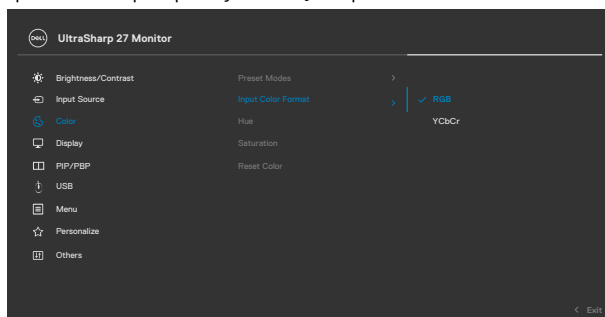 DELL UltraSharp 27 Monitor
Brightness/Contrast Preset Modes >
Input Source Input Color Format > ✓ RGB
Color Hue YCbCr
Display Saturation
PIP/PBP Reset Color
USB
Menu
Personalize
Others
< Exit